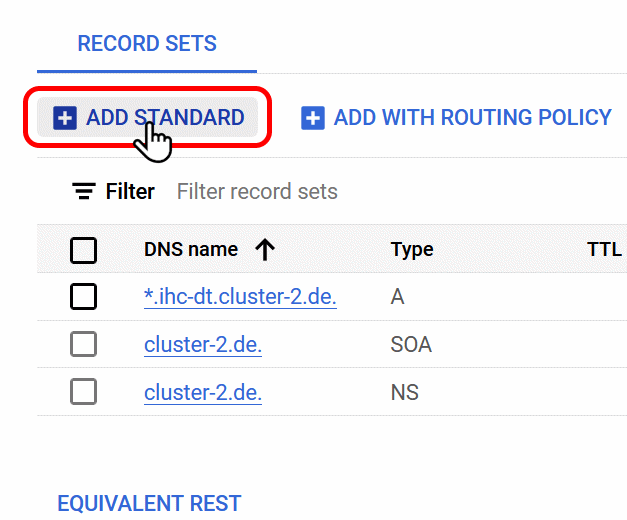 RECORD SETS
ADD STANDARD ADD WITH ROUTING POLICY
Filter Filter record sets
DNS name Type TTL
*.ihc-dt.cluster-2.de. A
cluster-2.de. SOA
cluster-2.de. NS
EQUIVALENT REST